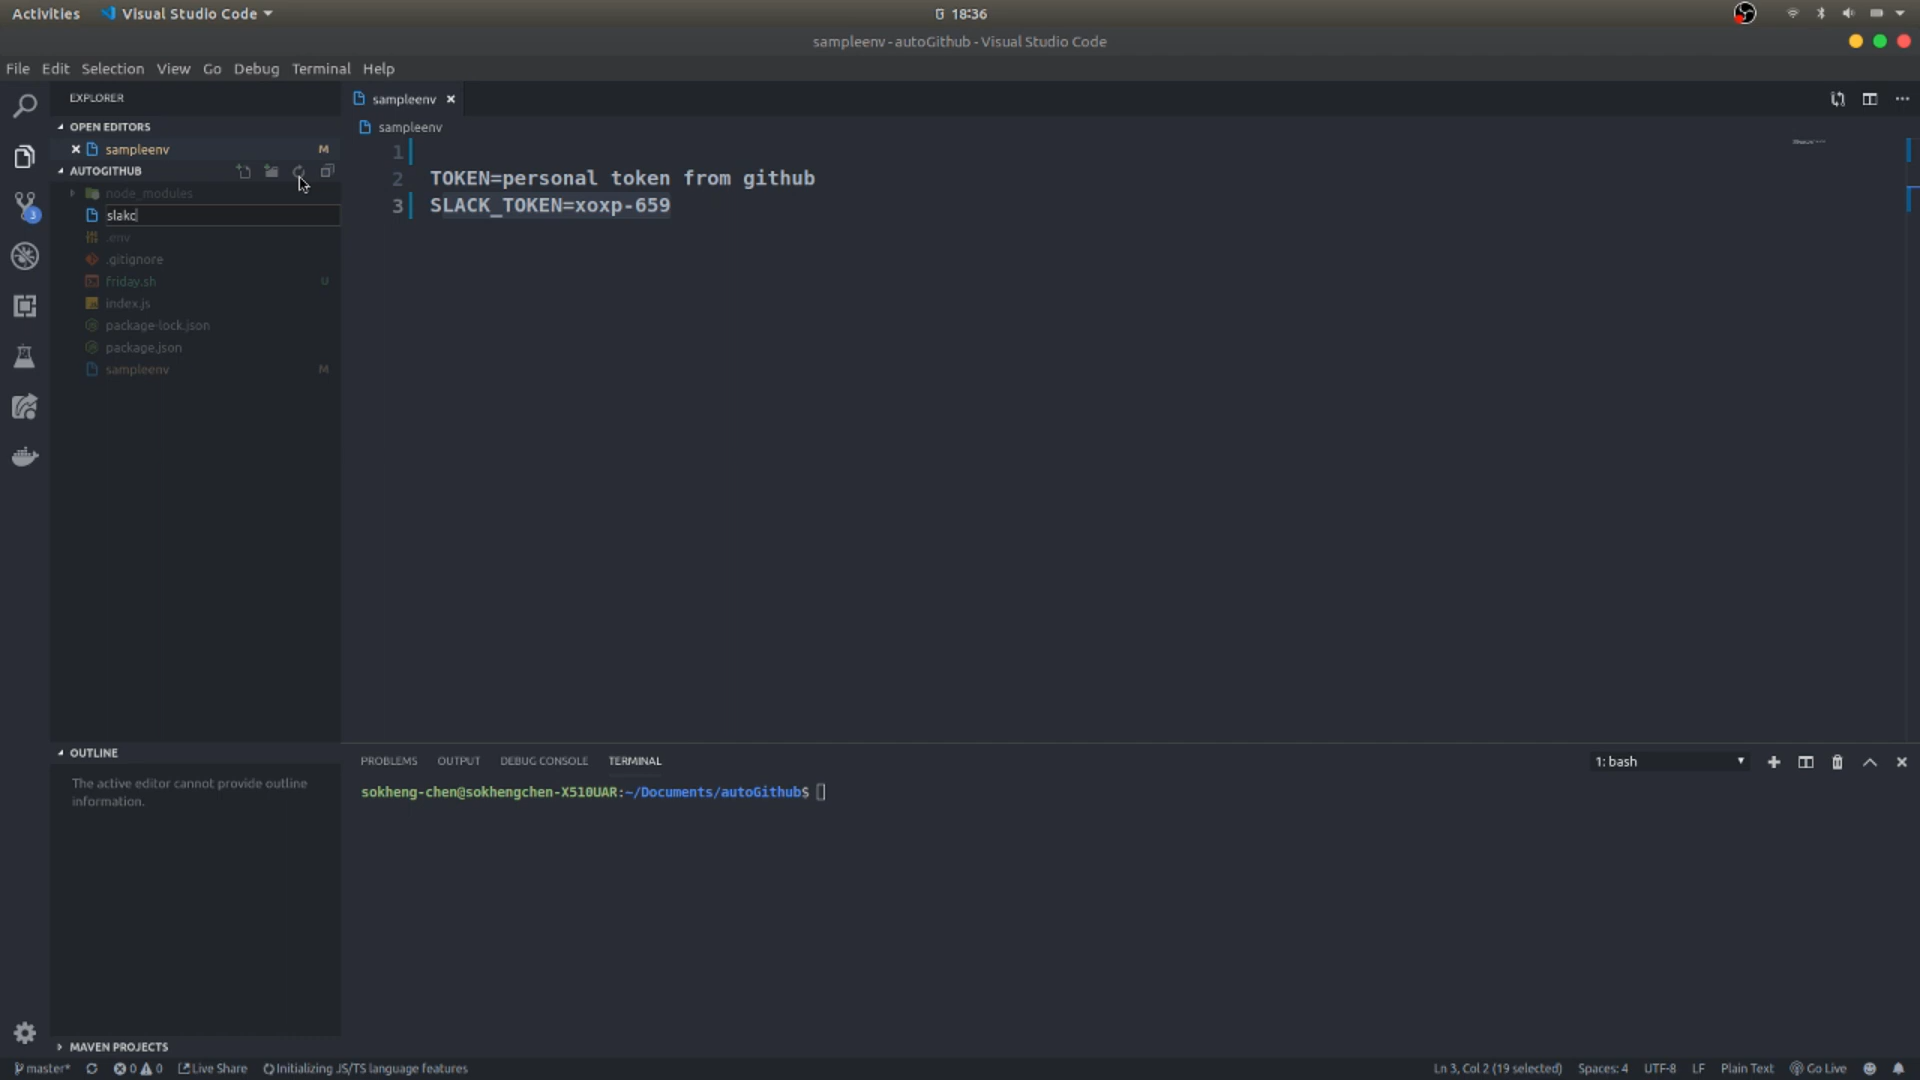 Activities Visual Studio Code 18:36
sampleenv - autoGithub - Visual Studio Code
File Edit Selection View Go Debug Terminal Help
EXPLORER
OPEN EDITORS
sampleenv M
AUTOGITHUB
node_modules
slakc
.env
.gitignore
friday.sh U
index.js
package-lock.json
package.json
sampleenv M
3
sampleenv
sampleenv
1
2 TOKEN=personal token from github
3 SLACK_TOKEN=xoxp-659
OUTLINE
The active editor cannot provide outline
information.
MAVEN PROJECTS
PROBLEMS OUTPUT DEBUG CONSOLE TERMINAL 1: bash
sokheng-chen@sokhengchen-X510UAR:~/Documents/autoGithub$
master* 0 0 Live Share Initializing JS/TS language features Ln 3, Col 2 (19 selected) Spaces: 4 UTF-8 LF Plain Text Go Live